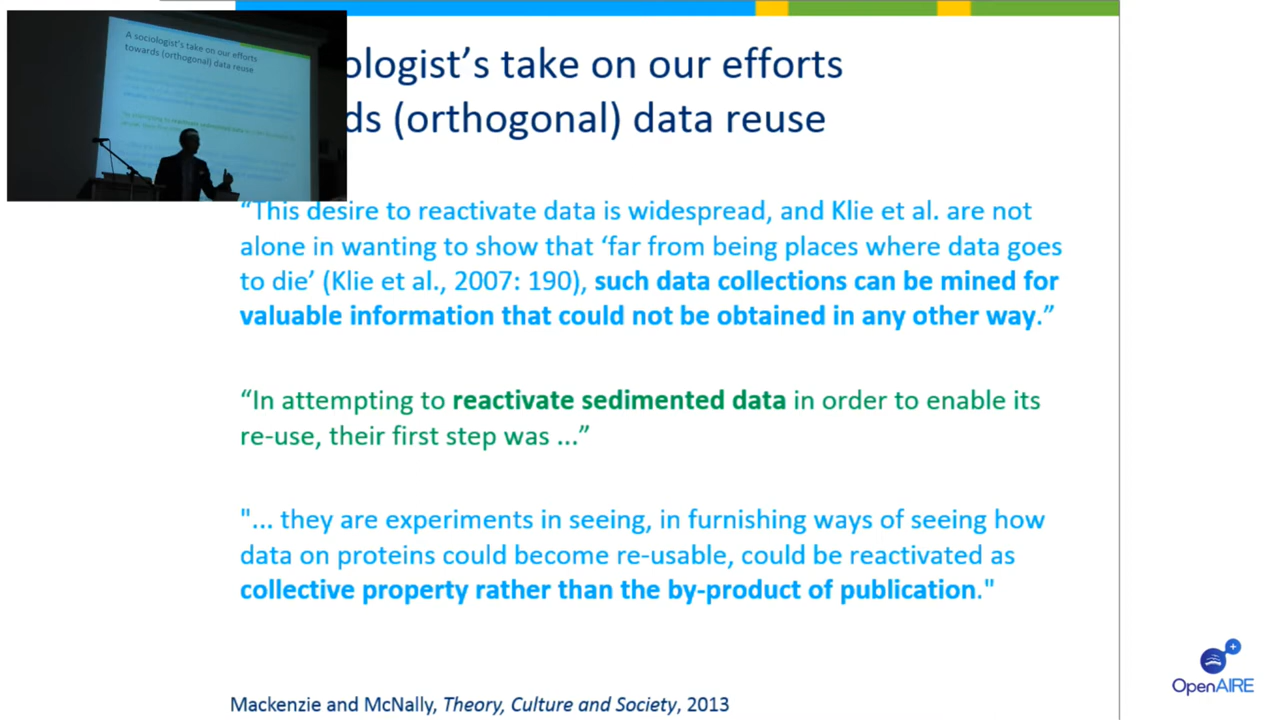 A sociologist's take on our efforts
towards (orthogonal) data reuse
ologist's take on our efforts
ds (orthogonal) data reuse
“This desire to reactivate data is widespread, and Klie et al. are not
alone in wanting to show that ‘far from being places where data goes
to die’ (Klie et al., 2007: 190), such data collections can be mined for
valuable information that could not be obtained in any other way.”
“In attempting to reactivate sedimented data in order to enable its
re-use, their first step was ...”
"... they are experiments in seeing, in furnishing ways of seeing how
data on proteins could become re-usable, could be reactivated as
collective property rather than the by-product of publication."
Mackenzie and McNally, Theory, Culture and Society, 2013
OpenAIRE